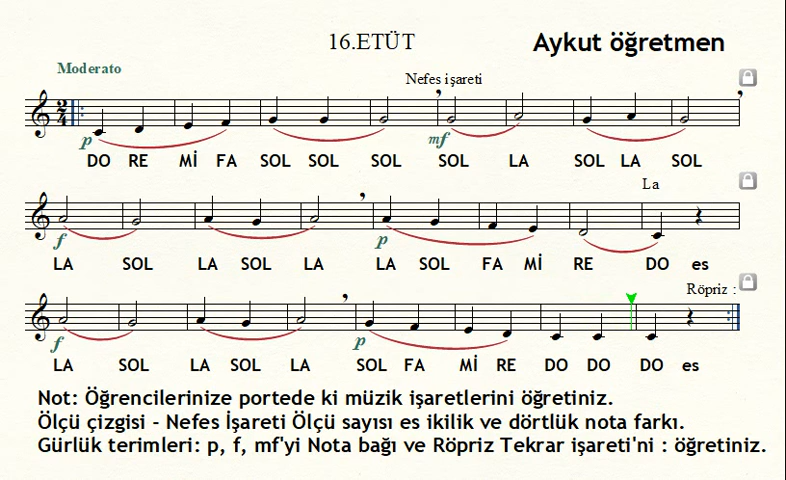 16.ETÜT
Aykut öğretmen
Moderato
Nefes işareti
2
4
p
mf
DO RE Mİ FA SOL SOL SOL SOL LA SOL LA SOL
La
f
p
LA SOL LA SOL LA LA SOL FA Mİ RE DO es
Röpriz :
f
p
LA SOL LA SOL LA SOL FA Mİ RE DO DO DO es
Not: Öğrencilerinize portede ki müzik işaretlerini öğretiniz.
Ölçü çizgisi - Nefes İşareti Ölçü sayısı es ikilik ve dörtlük nota farkı.
Gürlük terimleri: p, f, mf'yi Nota bağı ve Röpriz Tekrar işareti'ni : öğretiniz.